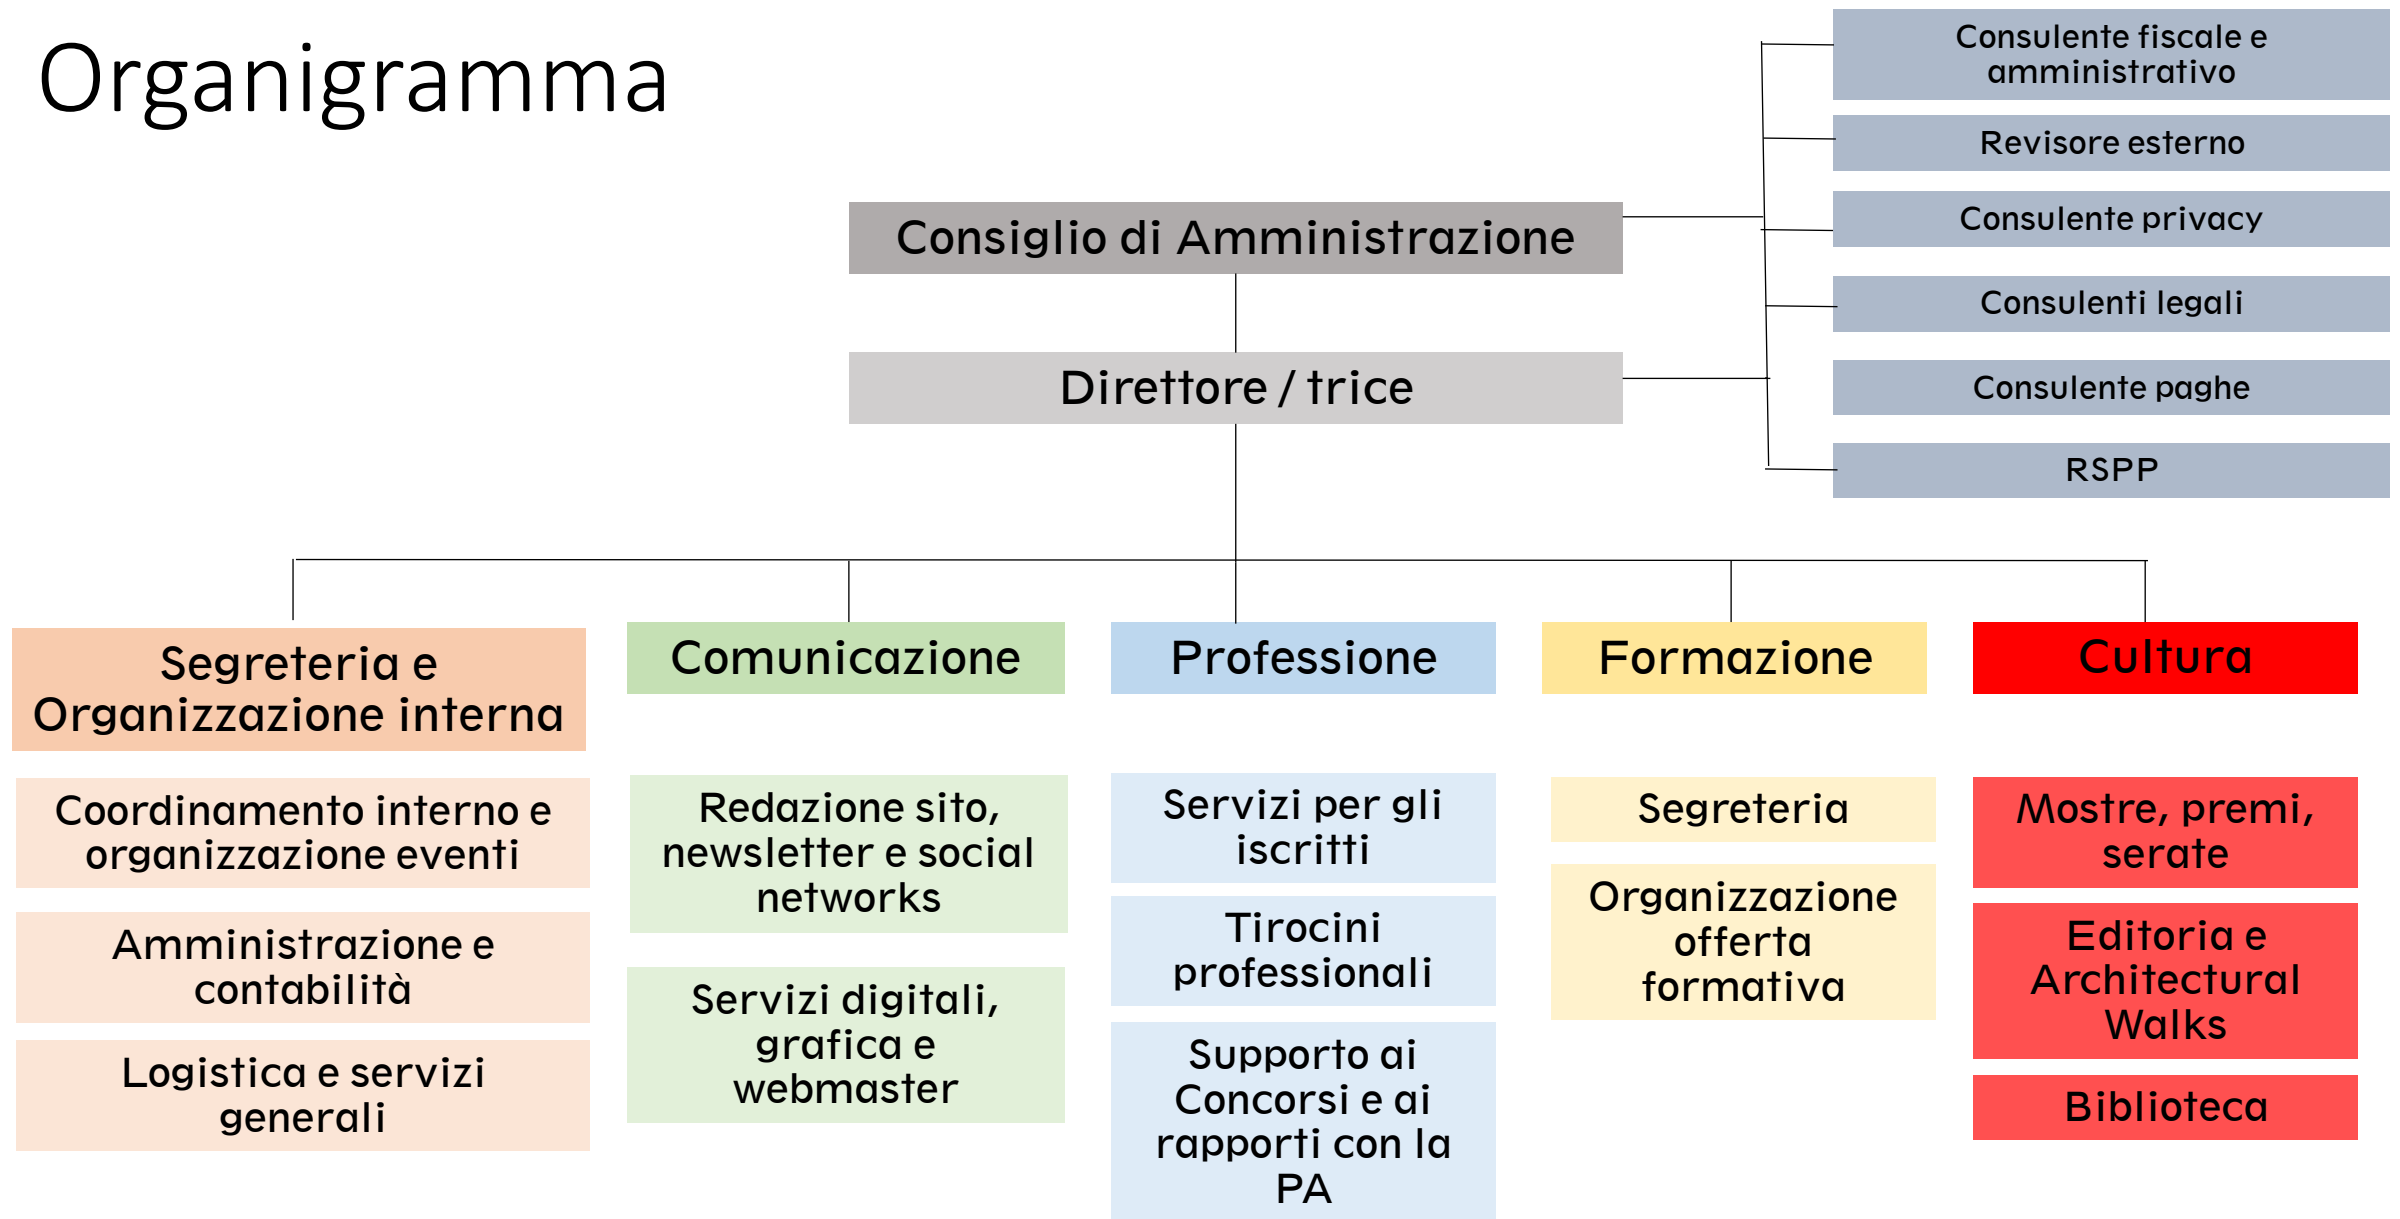 Organigramma
Consulente fiscale e
amministrativo
Revisore esterno
Consulente privacy
Consulenti legali
Consulente paghe
RSPP
Consiglio di Amministrazione
Direttore / trice
Segreteria e
Organizzazione interna
Coordinamento interno e
organizzazione eventi
Amministrazione e
contabilità
Logistica e servizi
generali
Comunicazione
Redazione sito,
newsletter e social
networks
Servizi digitali,
grafica e
webmaster
Professione
Servizi per gli
iscritti
Tirocini
professionali
Supporto ai
Concorsi e ai
rapporti con la
PA
Formazione
Segreteria
Organizzazione
offerta
formativa
Cultura
Mostre, premi,
serate
Editoria e
Architectural
Walks
Biblioteca